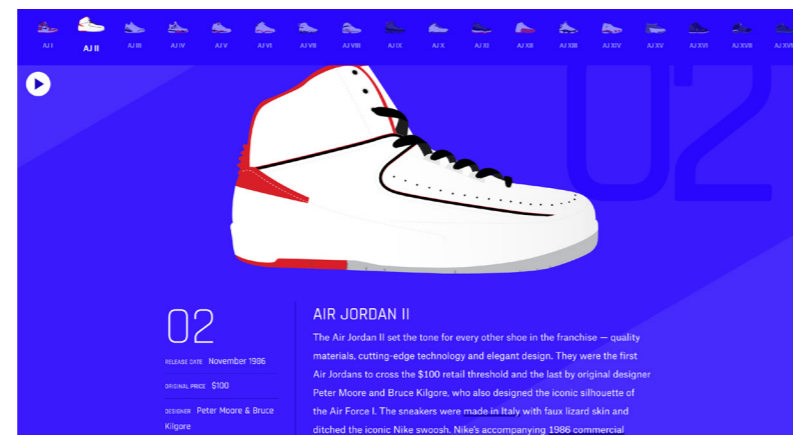 AJ I AJ II AJ III AJ IV AJ V AJ VI AJ VII AJ VIII AJ IX AJ X AJ XI AJ XII AJ XIII AJ XIV AJ XV AJ XVI AJ XVII
02
02
RELEASE DATE November 1986
ORIGINAL PRICE $100
DESIGNER Peter Moore & Bruce
Kilgore
AIR JORDAN II
The Air Jordan II set the tone for every other shoe in the franchise — quality
materials, cutting-edge technology and elegant design. They were the first
Air Jordans to cross the $100 retail threshold and the last by original designer
Peter Moore and Bruce Kilgore, who also designed the iconic silhouette of
the Air Force I. The sneakers were made in Italy with faux lizard skin and
ditched the iconic Nike swoosh. Nike's accompanying 1986 commercial